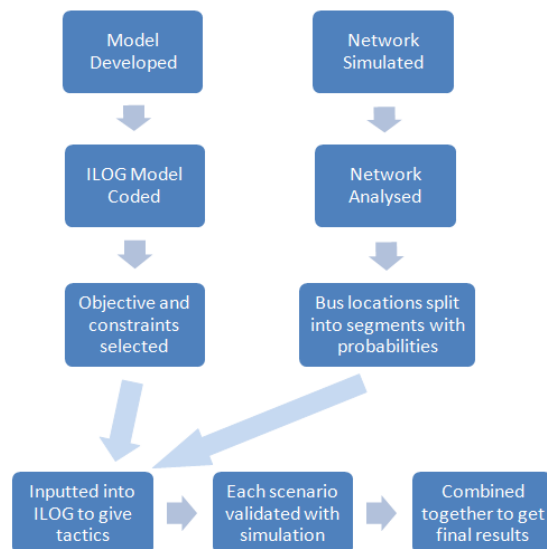 Model
Developed
Network
Simulated
ILOG Model
Coded
Network
Analysed
Objective and
constraints
selected
Bus locations split
into segments with
probabilities
Inputted into
ILOG to give
tactics
Each scenario
validated with
simulation
Combined
together to get
final results